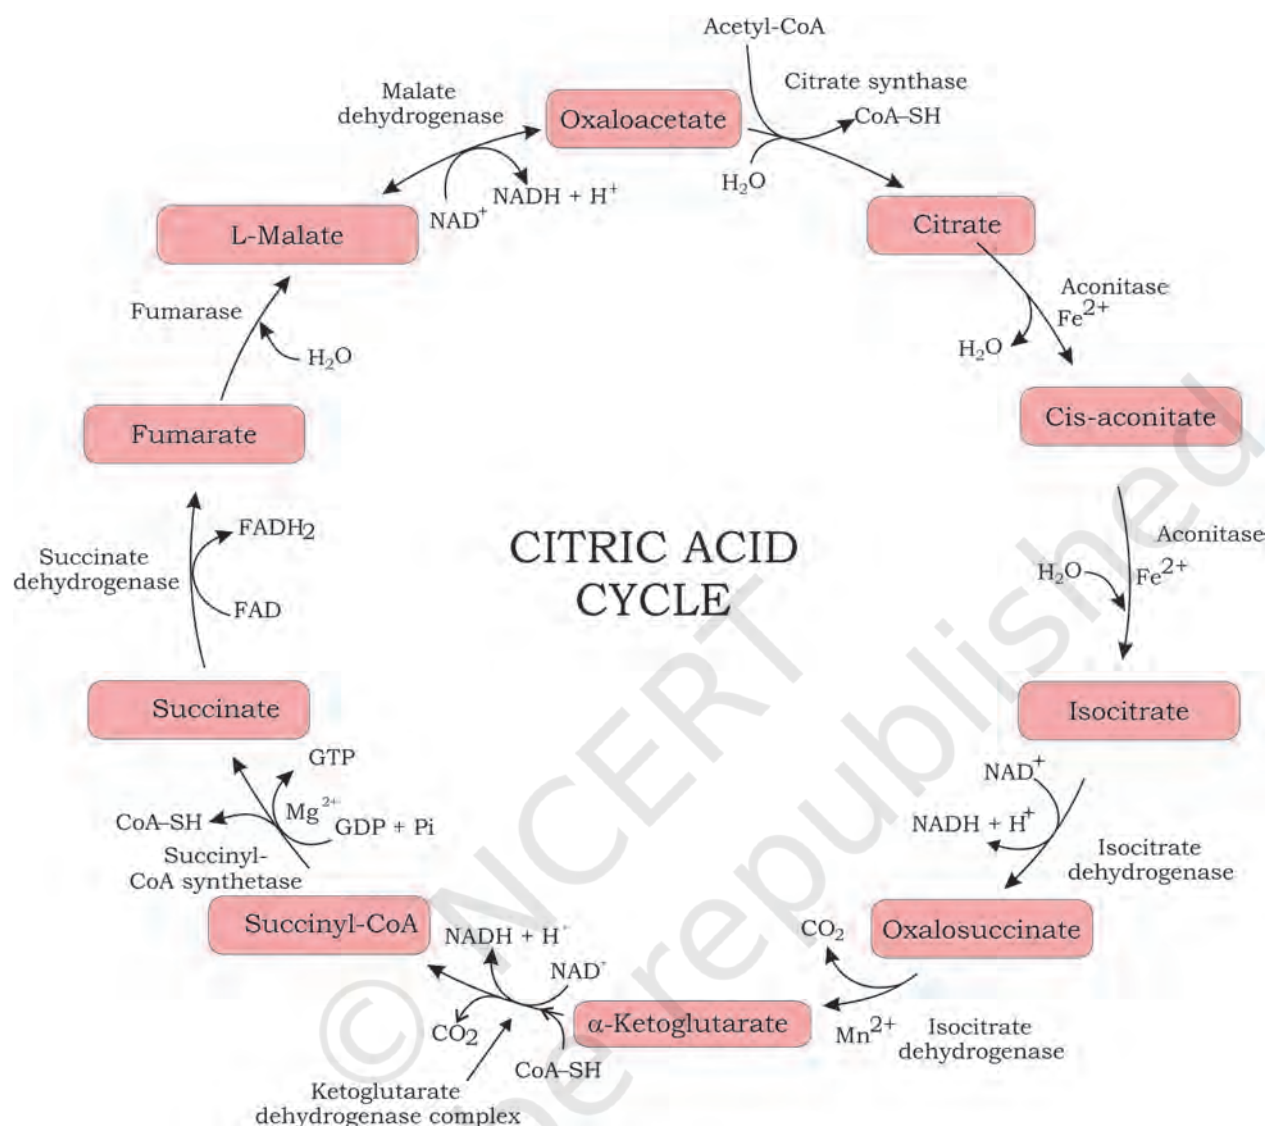 Acetyl-CoA
Citrate synthase
CoA–SH
H₂O
Malate
dehydrogenase
Oxaloacetate
NADH + H⁺
NAD⁺
L-Malate
Citrate
Aconitase
Fe²⁺
H₂O
Fumarase
H₂O
Cis-aconitate
Fumarate
Aconitase
Fe²⁺
H₂O
CITRIC ACID
CYCLE
FADH₂
Succinate
dehydrogenase
FAD
Succinate
Isocitrate
NAD⁺
NADH + H⁺
Isocitrate
dehydrogenase
GTP
Mg²⁺
CoA–SH
GDP + Pi
Succinyl-
CoA synthetase
Succinyl-CoA
Oxalosuccinate
CO₂
NADH + H⁺
NAD⁺
CO₂
α-Ketoglutarate
Mn²⁺
Isocitrate
dehydrogenase
CoA–SH
Ketoglutarate
dehydrogenase complex
© NCERT
republished